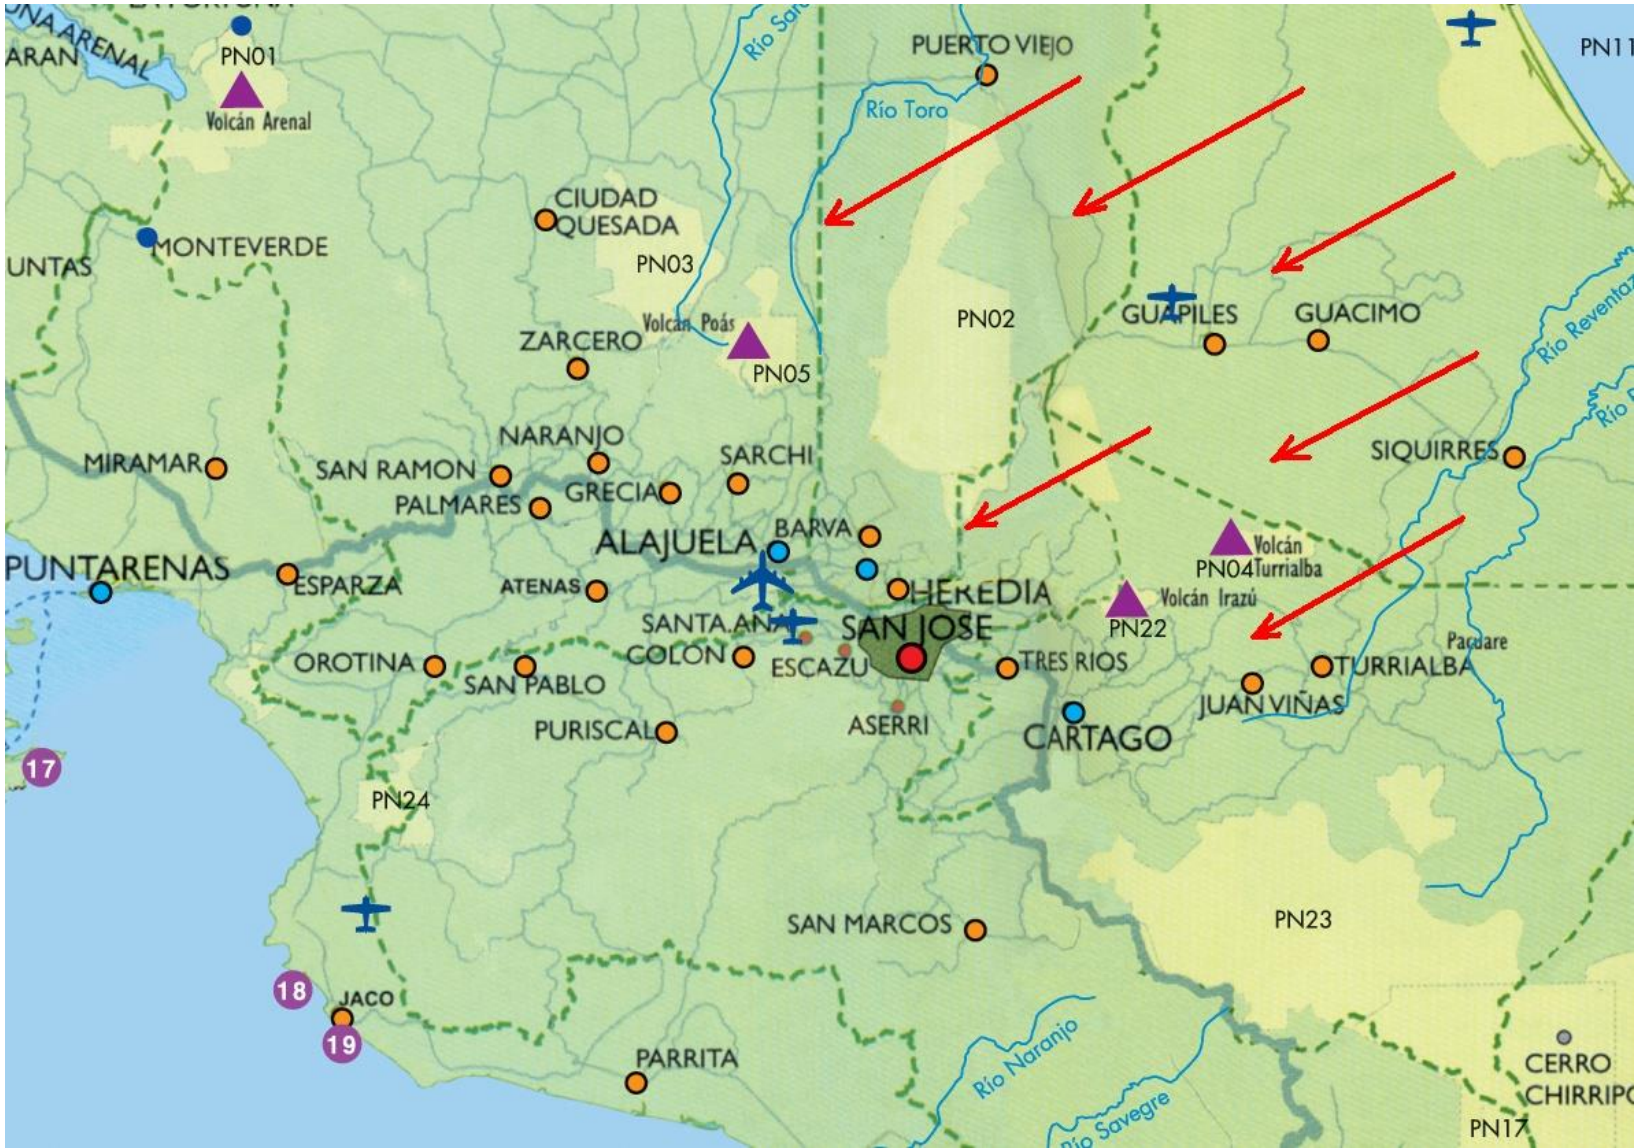 PN01
ARAN
Volcán Arenal
PUERTO VIEJO
PN11
Río Toro
CIUDAD
QUESADA
MONTEVERDE
UNTAS
PN03
Volcán Poás
PN05
PN02
GUAPILES
GUACIMO
ZARCERO
NARANJO
MIRAMAR
SAN RAMON
PALMARES
GRECIA
SARCHI
SIQUIRRES
ALAJUELA
BARVA
PUNTARENAS
ESPARZA
ATENAS
HEREDIA
Volcán
PN04 Turrialba
Volcán Irazú
PN22
SANTA.ANA
SAN JOSE
COLON
ESCAZU
OROTINA
SAN PABLO
TRES RIOS
Pacuare
TURRIALBA
JUAN VIÑAS
PURISCAL
ASERRI
CARTAGO
17
PN24
SAN MARCOS
PN23
18
JACO
19
PARRITA
Río Naranjo
Río Savegre
CERRO
CHIRRIPO
PN17